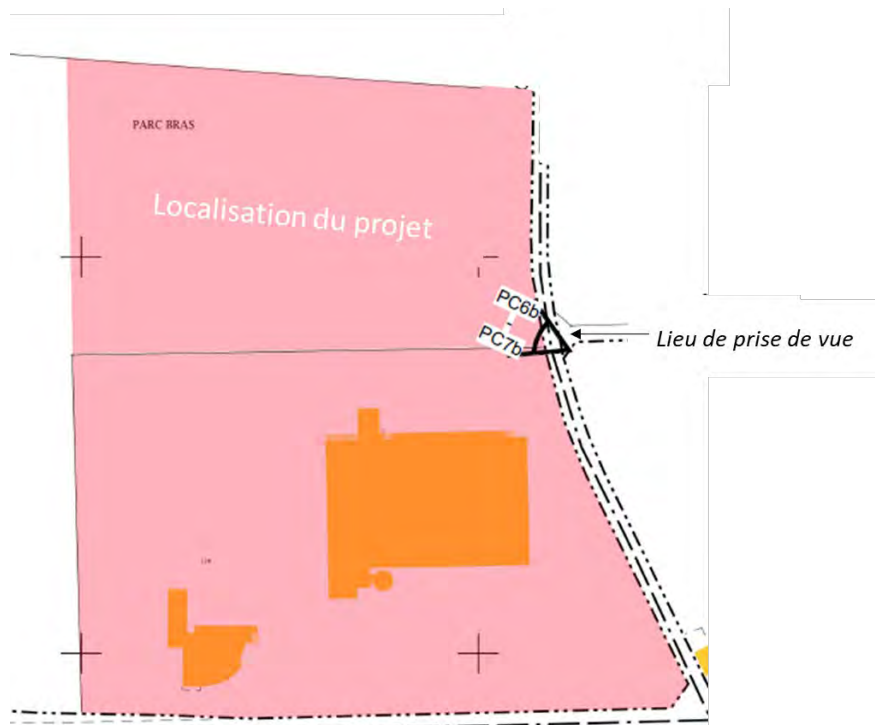 PARC BRAS
Localisation du projet
PC6b
PC7b
Lieu de prise de vue